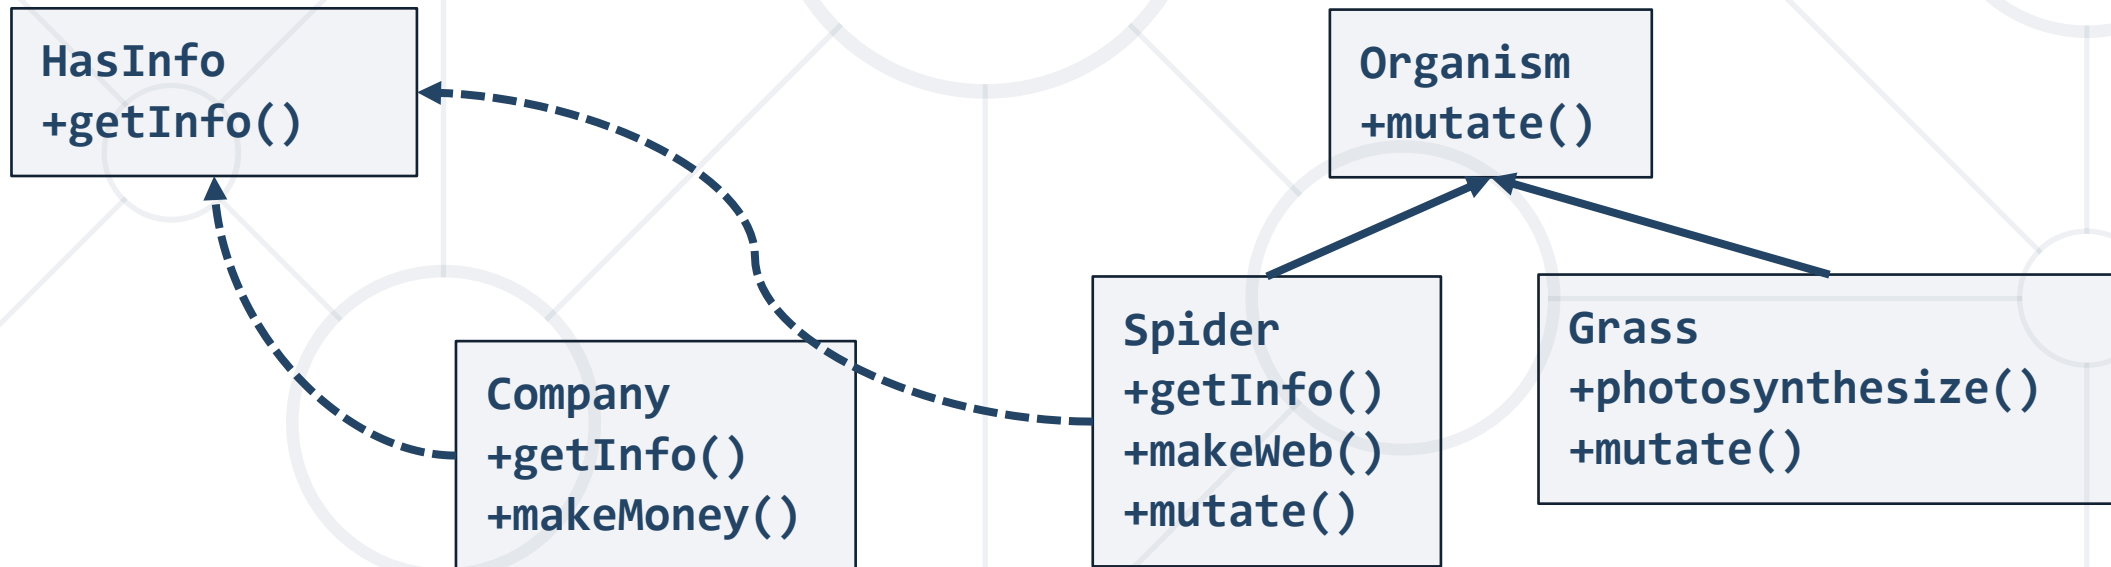 HasInfo
+getInfo()
Organism
+mutate()
Company
+getInfo()
+makeMoney()
Spider
+getInfo()
+makeWeb()
+mutate()
Grass
+photosynthesize()
+mutate()